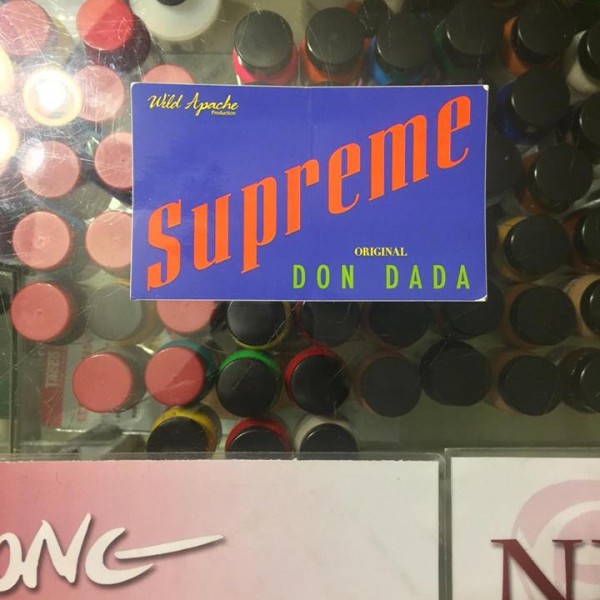 Wild Apache
Production
Supreme
ORIGINAL
DON DADA